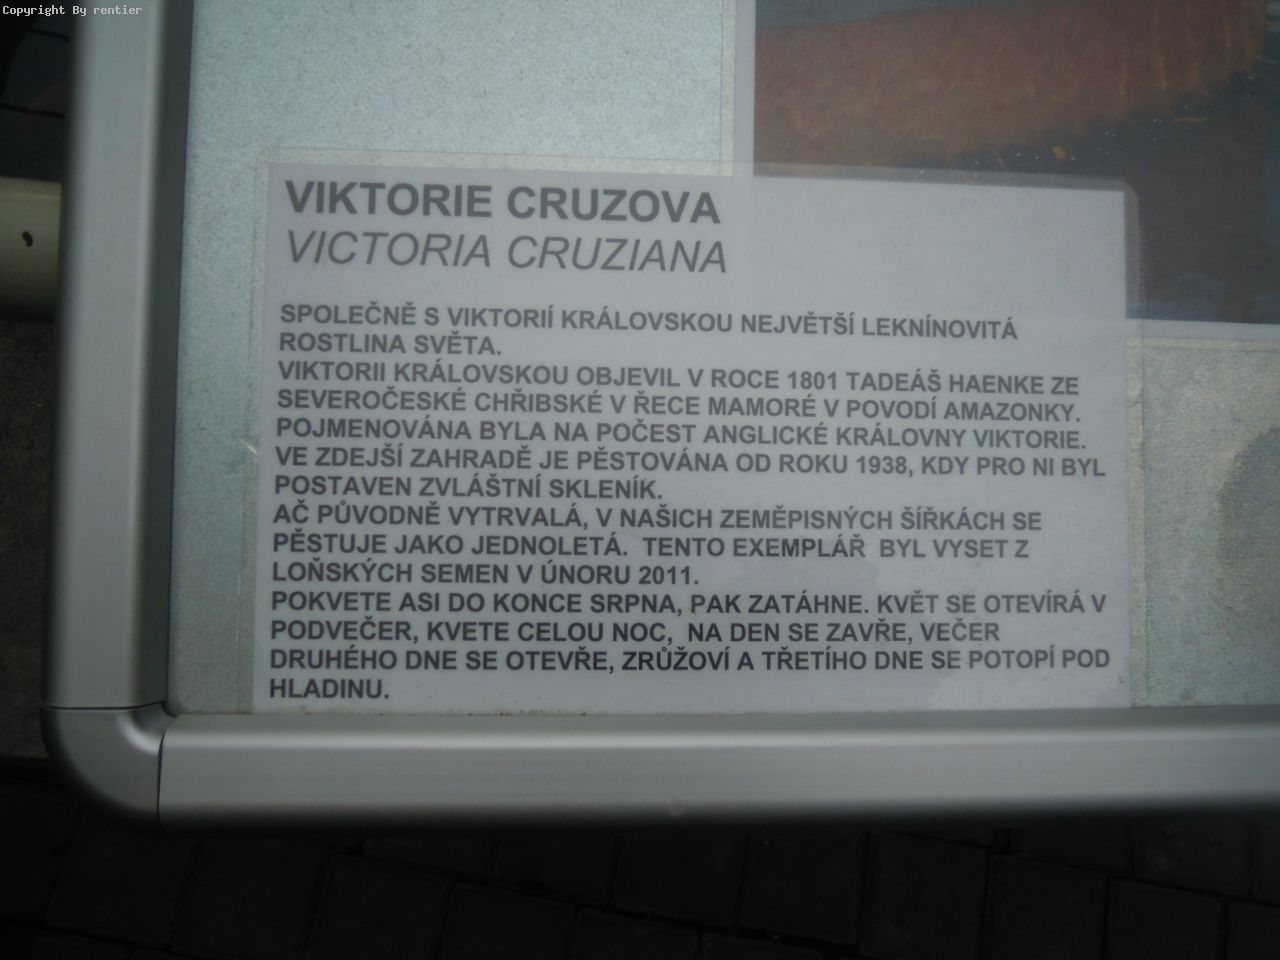 Copyright By rentier
VIKTORIE CRUZOVA
VICTORIA CRUZIANA
SPOLEČNĚ S VIKTORIÍ KRÁLOVSKOU NEJVĚTŠÍ LEKNÍNOVITÁ
ROSTLINA SVĚTA.
VIKTORII KRÁLOVSKOU OBJEVIL V ROCE 1801 TADEÁŠ HAENKE ZE
SEVEROČESKÉ CHŘIBSKÉ V ŘECE MAMORÉ V POVODÍ AMAZONKY.
POJMENOVÁNA BYLA NA POČEST ANGLICKÉ KRÁLOVNY VIKTORIE.
VE ZDEJŠÍ ZAHRADĚ JE PĚSTOVÁNA OD ROKU 1938, KDY PRO NI BYL
POSTAVEN ZVLÁŠTNÍ SKLENÍK.
AČ PŮVODNĚ VYTRVALÁ, V NAŠICH ZEMĚPISNÝCH ŠÍŘKÁCH SE
PĚSTUJE JAKO JEDNOLETÁ. TENTO EXEMPLÁŘ BYL VYSET Z
LOŇSKÝCH SEMEN V ÚNORU 2011.
POKVETE ASI DO KONCE SRPNA, PAK ZATÁHNE. KVĚT SE OTEVÍRÁ V
PODVEČER, KVETE CELOU NOC, NA DEN SE ZAVŘE, VEČER
DRUHÉHO DNE SE OTEVŘE, ZRŮŽOVÍ A TŘETÍHO DNE SE POTOPÍ POD
HLADINU.